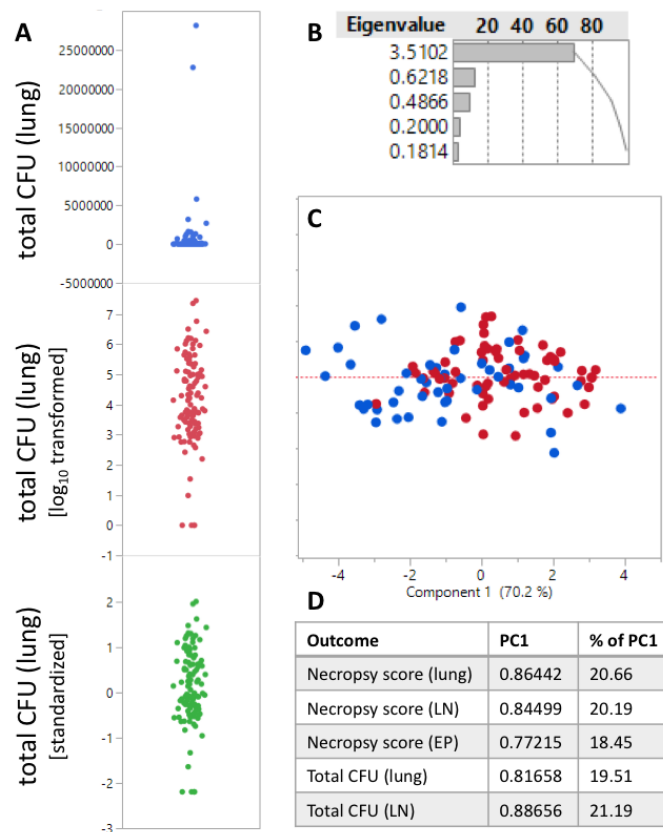 A
total CFU (lung)
25000000
20000000
15000000
10000000
5000000
0
-5000000
total CFU (lung)
[log10 transformed]
7
6
5
4
3
2
1
0
-1
total CFU (lung)
[standardized]
2
1
0
-1
-2
-3
B
Eigenvalue 20 40 60 80
3.5102
0.6218
0.4866
0.2000
0.1814
C
-4 -2 0 2 4
Component 1 (70.2 %)
D
Outcome PC1 % of PC1
Necropsy score (lung) 0.86442 20.66
Necropsy score (LN) 0.84499 20.19
Necropsy score (EP) 0.77215 18.45
Total CFU (lung) 0.81658 19.51
Total CFU (LN) 0.88656 21.19